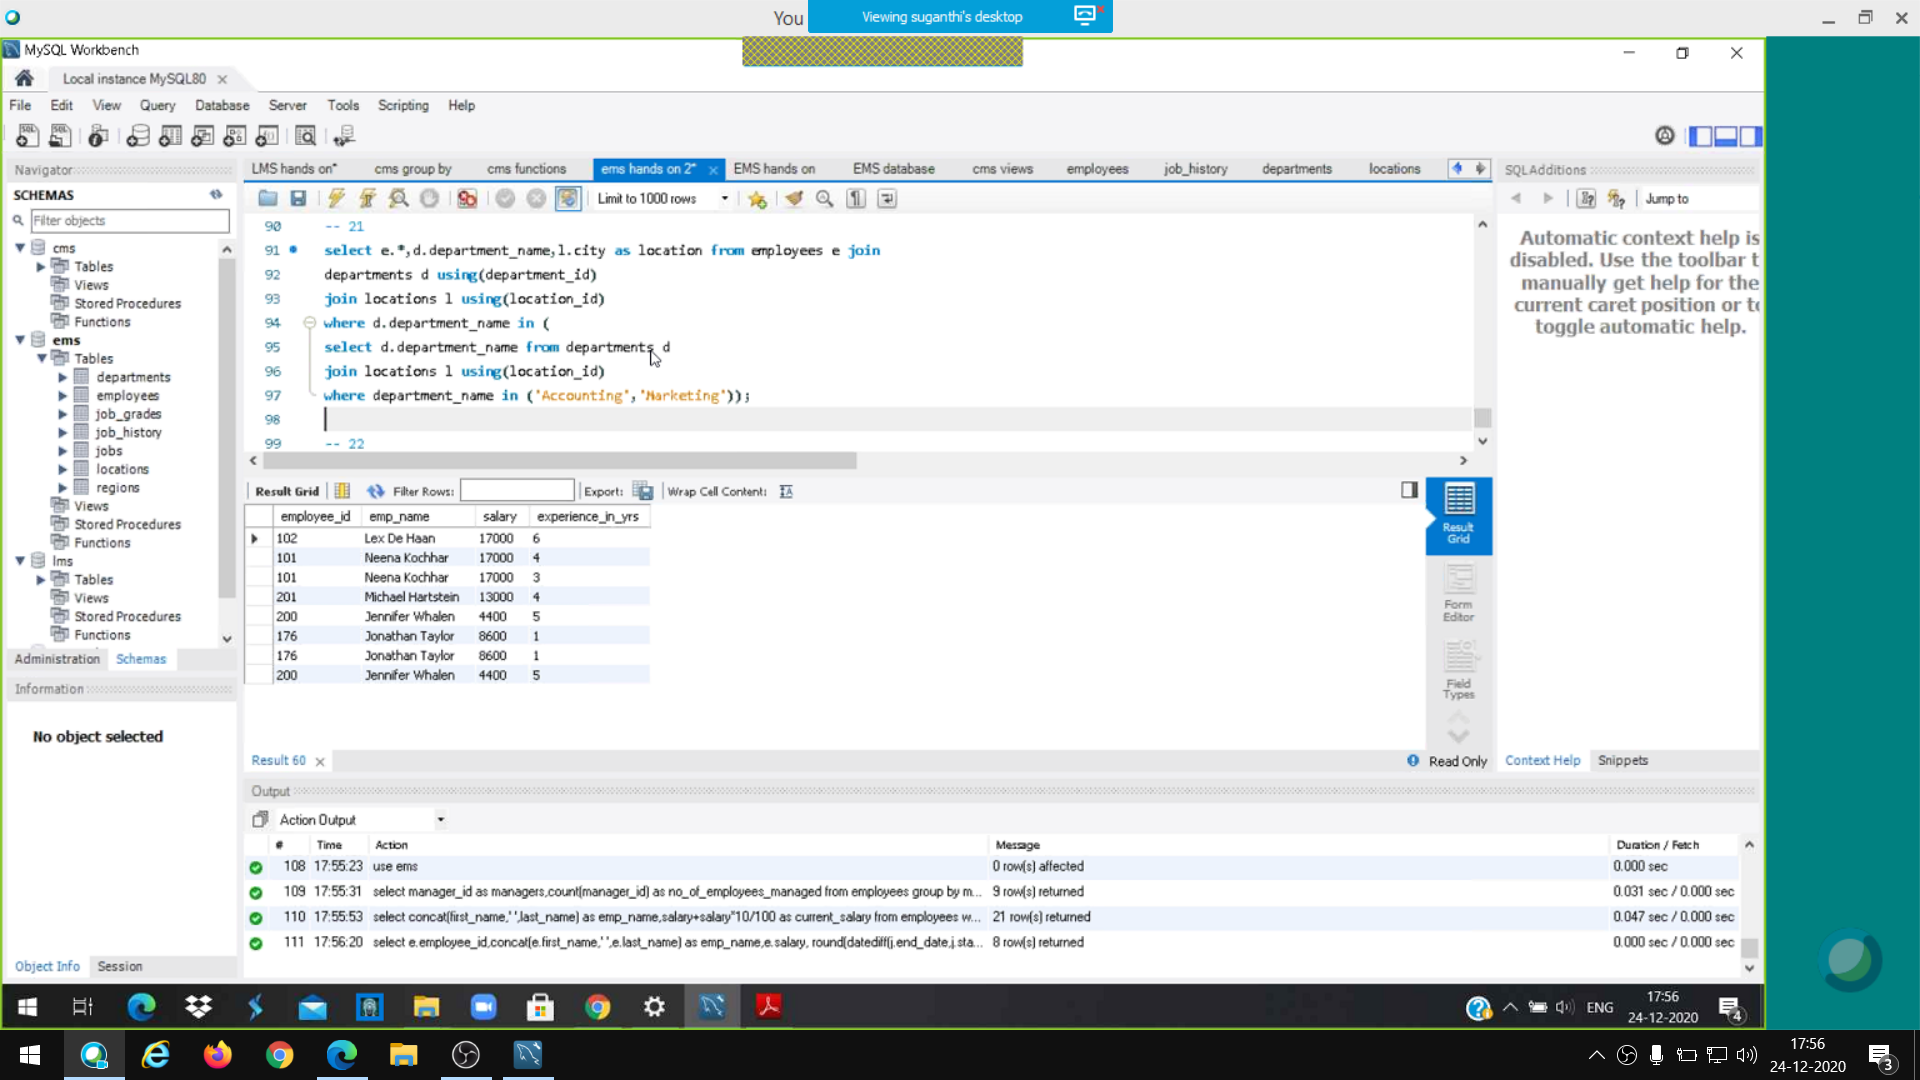 You
Viewing suganthi's desktop
MySQL Workbench
Local instance MySQL80
File Edit View Query Database Server Tools Scripting Help
Navigator
SCHEMAS
Filter objects
cms
Tables
Views
Stored Procedures
Functions
ems
Tables
departments
employees
job_grades
job_history
jobs
locations
regions
Views
Stored Procedures
Functions
lms
Tables
Views
Stored Procedures
Functions
Administration Schemas
Information
No object selected
Object Info Session
LMS hands on* cms group by cms functions ems hands on 2* EMS hands on EMS database cms views employees job_history departments locations
Limit to 1000 rows
90 -- 21
91 select e.*,d.department_name,l.city as location from employees e join
92 departments d using(department_id)
93 join locations l using(location_id)
94 where d.department_name in (
95 select d.department_name from departments d
96 join locations l using(location_id)
97 where department_name in ('Accounting','Marketing'));
98
99 -- 22
Result Grid Filter Rows: Export: Wrap Cell Content:
employee_id emp_name salary experience_in_yrs
102 Lex De Haan 17000 6
101 Neena Kochhar 17000 4
101 Neena Kochhar 17000 3
201 Michael Hartstein 13000 4
200 Jennifer Whalen 4400 5
176 Jonathan Taylor 8600 1
176 Jonathan Taylor 8600 1
200 Jennifer Whalen 4400 5
Result Grid
Form Editor
Field Types
Result 60
Read Only
SQLAdditions
Jump to
Automatic context help is
disabled. Use the toolbar t
manually get help for the
current caret position or to
toggle automatic help.
Context Help Snippets
Output
Action Output
# Time Action Message Duration / Fetch
108 17:55:23 use ems 0 row(s) affected 0.000 sec
109 17:55:31 select manager_id as managers,count(manager_id) as no_of_employees_managed from employees group by m... 9 row(s) returned 0.031 sec / 0.000 sec
110 17:55:53 select concat(first_name,' ',last_name) as emp_name,salary+salary*10/100 as current_salary from employees w... 21 row(s) returned 0.047 sec / 0.000 sec
111 17:56:20 select e.employee_id,concat(e.first_name,' ',e.last_name) as emp_name,e.salary, round(datediff(j.end_date,j.sta... 8 row(s) returned 0.000 sec / 0.000 sec
ENG
17:56
24-12-2020
4
17:56
24-12-2020
3